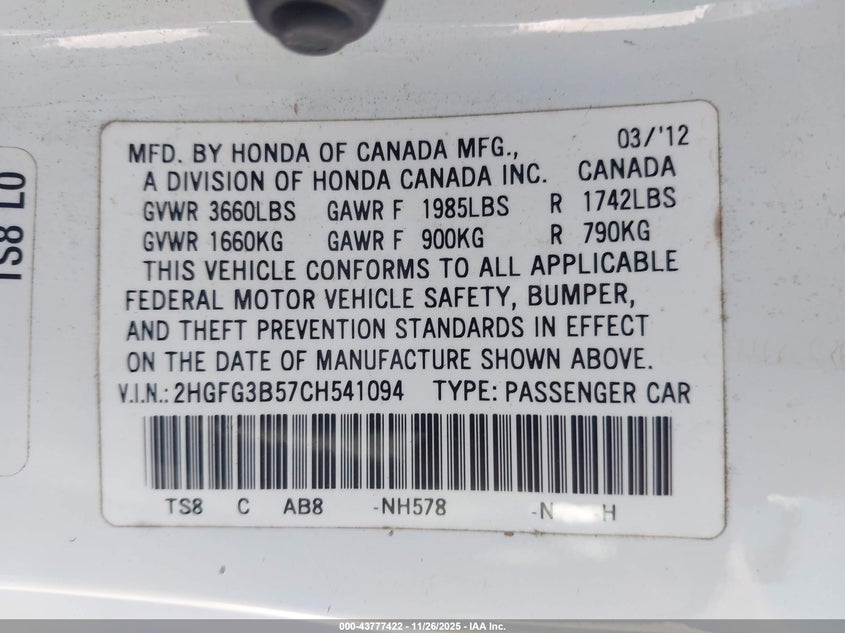 MFD. BY HONDA OF CANADA MFG., 03/'12
A DIVISION OF HONDA CANADA INC. CANADA
GVWR 3660LBS GAWR F 1985LBS R 1742LBS
GVWR 1660KG GAWR F 900KG R 790KG
THIS VEHICLE CONFORMS TO ALL APPLICABLE
FEDERAL MOTOR VEHICLE SAFETY, BUMPER,
AND THEFT PREVENTION STANDARDS IN EFFECT
ON THE DATE OF MANUFACTURE SHOWN ABOVE.
V.I.N.: 2HGFG3B57CH541094 TYPE: PASSENGER CAR
TS8 C AB8 -NH578 -N H
TS8 L0
000-43777422 - 11/26/2025 - IAA Inc.